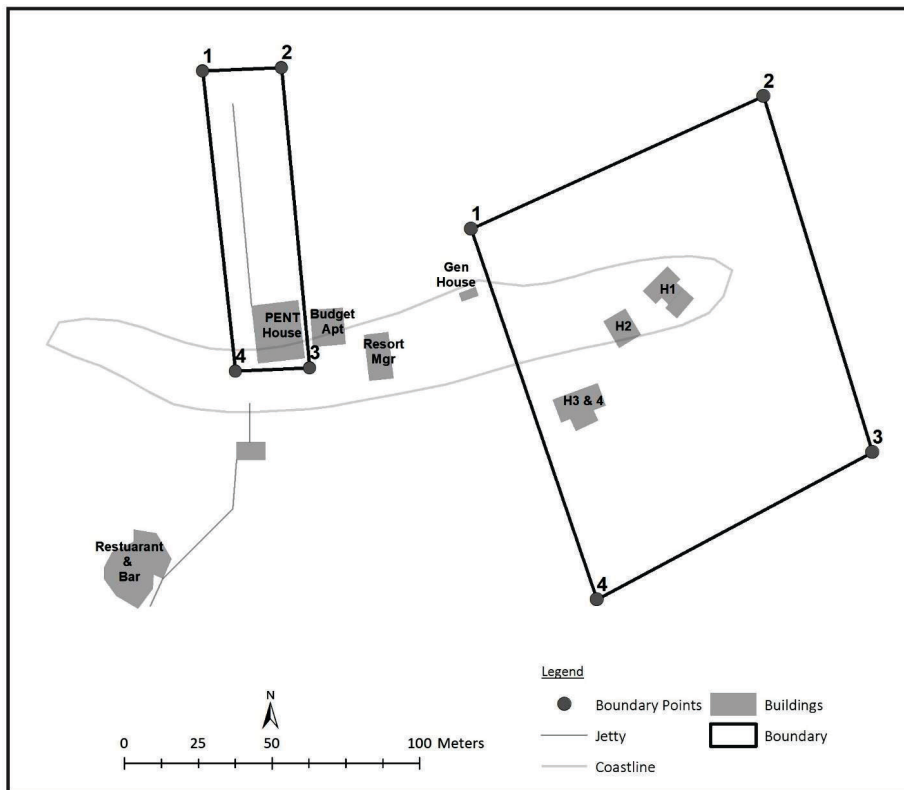 1
2
2
1
Gen
House
H1
PENT
House
Budget
Apt
H2
Resort
Mgr
4
3
H3 & 4
3
Restuarant
&
Bar
4
Legend
N
Boundary Points
Buildings
Jetty
Boundary
0 25 50 100 Meters
Coastline